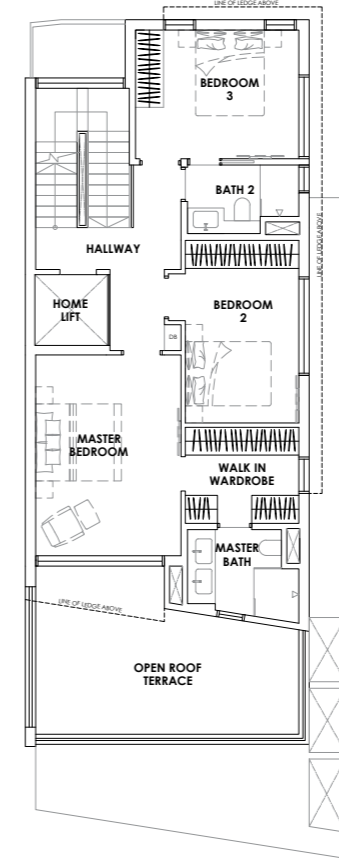 LINE OF LEDGE ABOVE
BEDROOM
3
BATH 2
LINE OF LEDGE ABOVE
HALLWAY
HOME
LIFT
BEDROOM
2
DB
MASTER
BEDROOM
WALK IN
WARDROBE
MASTER
BATH
LINE OF LEDGE ABOVE
OPEN ROOF
TERRACE